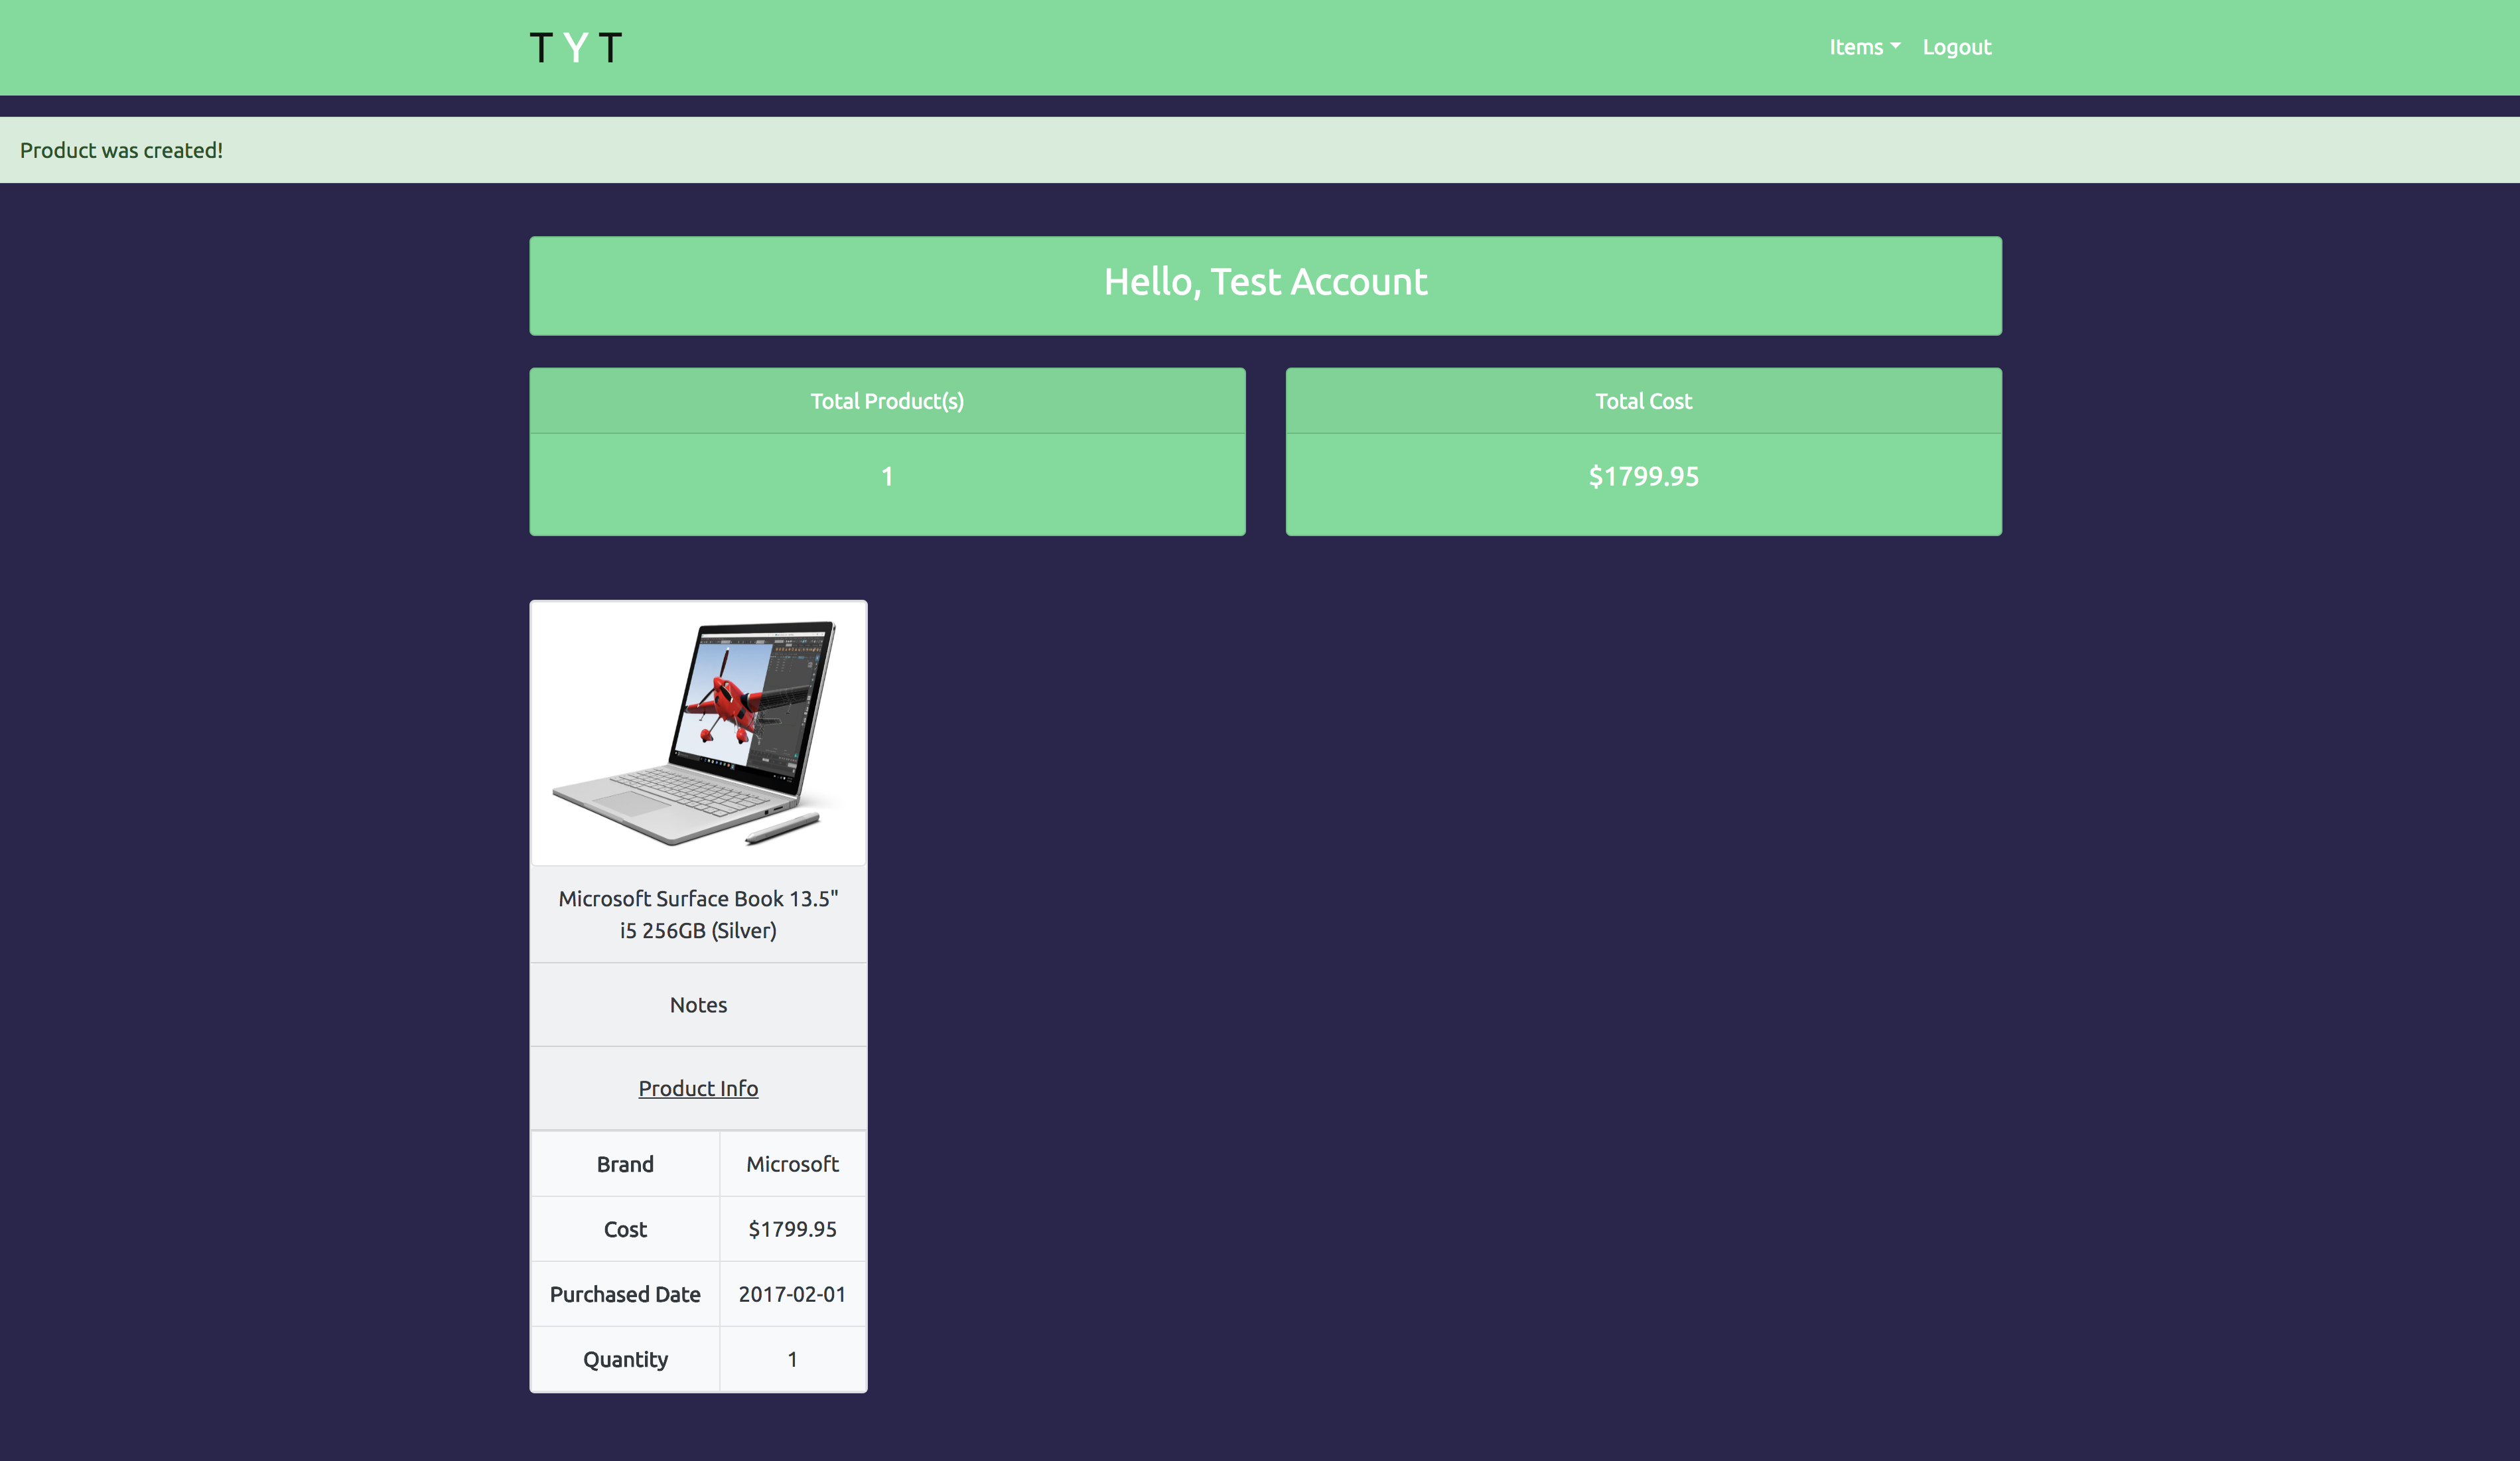 T Y T
Items Logout
Product was created!
Hello, Test Account
Total Product(s)
1
Total Cost
$1799.95
Microsoft Surface Book 13.5"
i5 256GB (Silver)
Notes
Product Info
Brand Microsoft
Cost $1799.95
Purchased Date 2017-02-01
Quantity 1